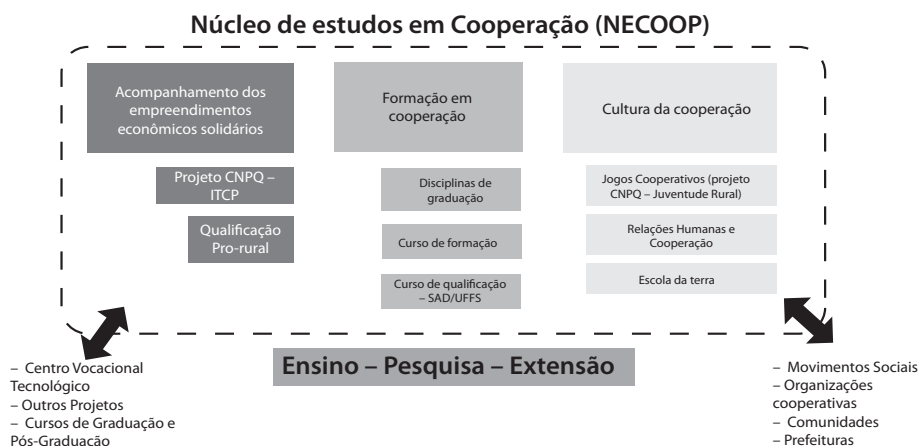 Núcleo de estudos em Cooperação (NECOOP)
Acompanhamento dos
empreendimentos
econômicos solidários
Projeto CNPQ –
ITCP
Qualificação
Pro-rural
Formação em
cooperação
Disciplinas de
graduação
Curso de formação
Curso de qualificação
– SAD/UFFS
Cultura da cooperação
Jogos Cooperativos (projeto
CNPQ – Juventude Rural)
Relações Humanas e
Cooperação
Escola da terra
– Centro Vocacional
Tecnológico
– Outros Projetos
– Cursos de Graduação e
Pós-Graduação
Ensino – Pesquisa – Extensão
– Movimentos Sociais
– Organizações
cooperativas
– Comunidades
– Prefeituras